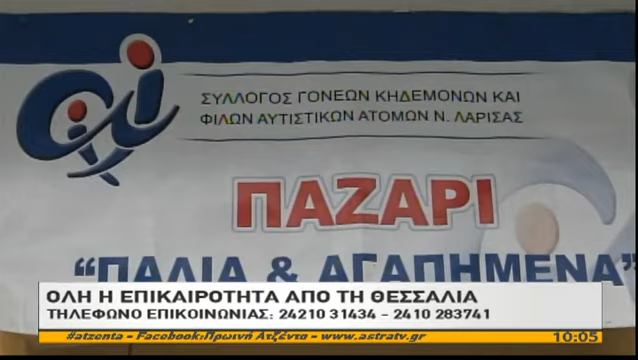 ΣΥΛΛΟΓΟΣ ΓΟΝΕΩΝ ΚΗΔΕΜΟΝΩΝ ΚΑΙ
ΦΙΛΩΝ ΑΥΤΙΣΤΙΚΩΝ ΑΤΟΜΩΝ Ν. ΛΑΡΙΣΑΣ
ΠΑΖΑΡΙ
“ΠΑΛΙΑ & ΑΓΑΠΗΜΕΝΑ”
ΟΛΗ Η ΕΠΙΚΑΙΡΟΤΗΤΑ ΑΠΟ ΤΗ ΘΕΣΣΑΛΙΑ
ΤΗΛΕΦΩΝΟ ΕΠΙΚΟΙΝΩΝΙΑΣ: 24210 31434 - 2410 283741
#atzenta - Facebook:Πρωινή Ατζέντα - www.astratv.gr
10:05